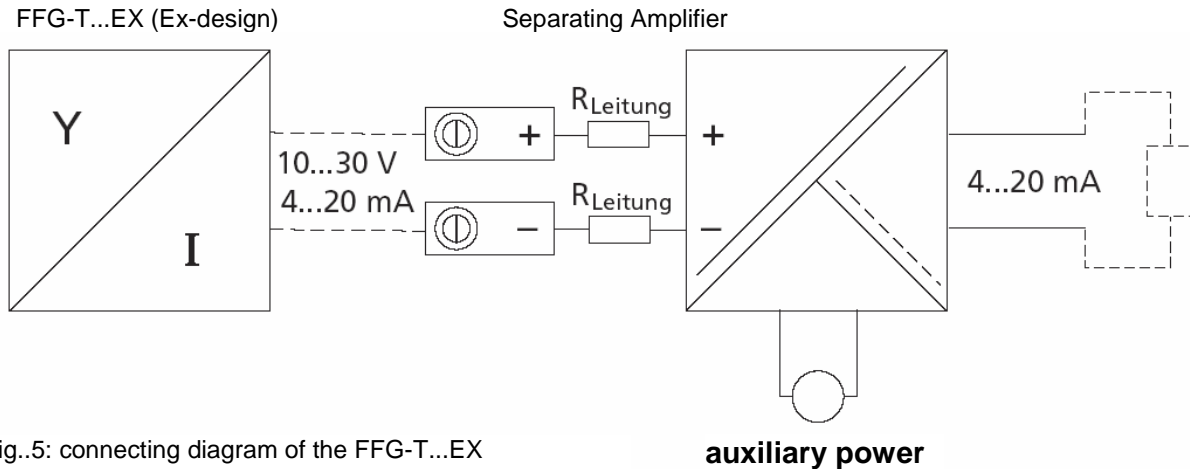 FFG-T...EX (Ex-design)
Separating Amplifier
Y
I
10...30 V
4...20 mA
+
RLeitung
+
−
RLeitung
−
4...20 mA
ig..5: connecting diagram of the FFG-T...EX
auxiliary power